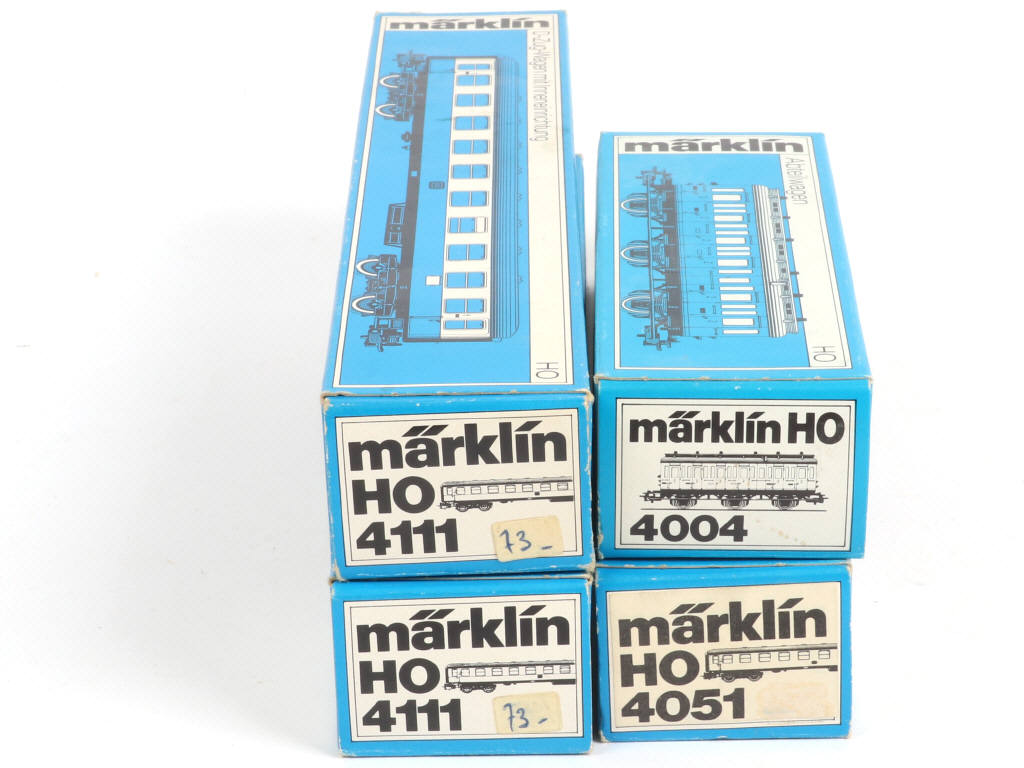 märklin
D-Zug-Wagen mit Inneneinrichtung
HO
märklin
Abteilwagen
HO
märklin
HO
4111
73.-
märklin HO
4004
märklin
HO
4111
73.-
märklin
HO
4051